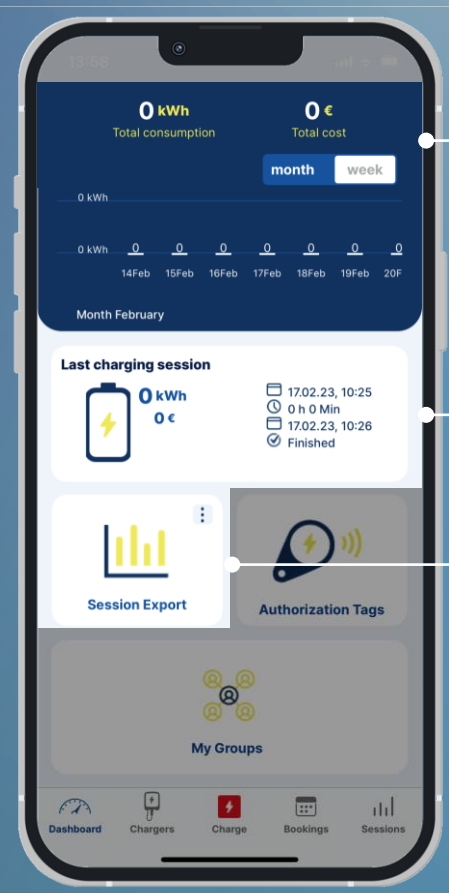 13:58
0 kWh 0 €
Total consumption Total cost
month week
0 kWh
0 kWh 0 0 0 0 0 0 0
14Feb 15Feb 16Feb 17Feb 18Feb 19Feb 20F
Month February
Last charging session
0 kWh
0 €
17.02.23, 10:25
0 h 0 Min
17.02.23, 10:26
Finished
Session Export
Authorization Tags
My Groups
Dashboard Chargers Charge Bookings Sessions